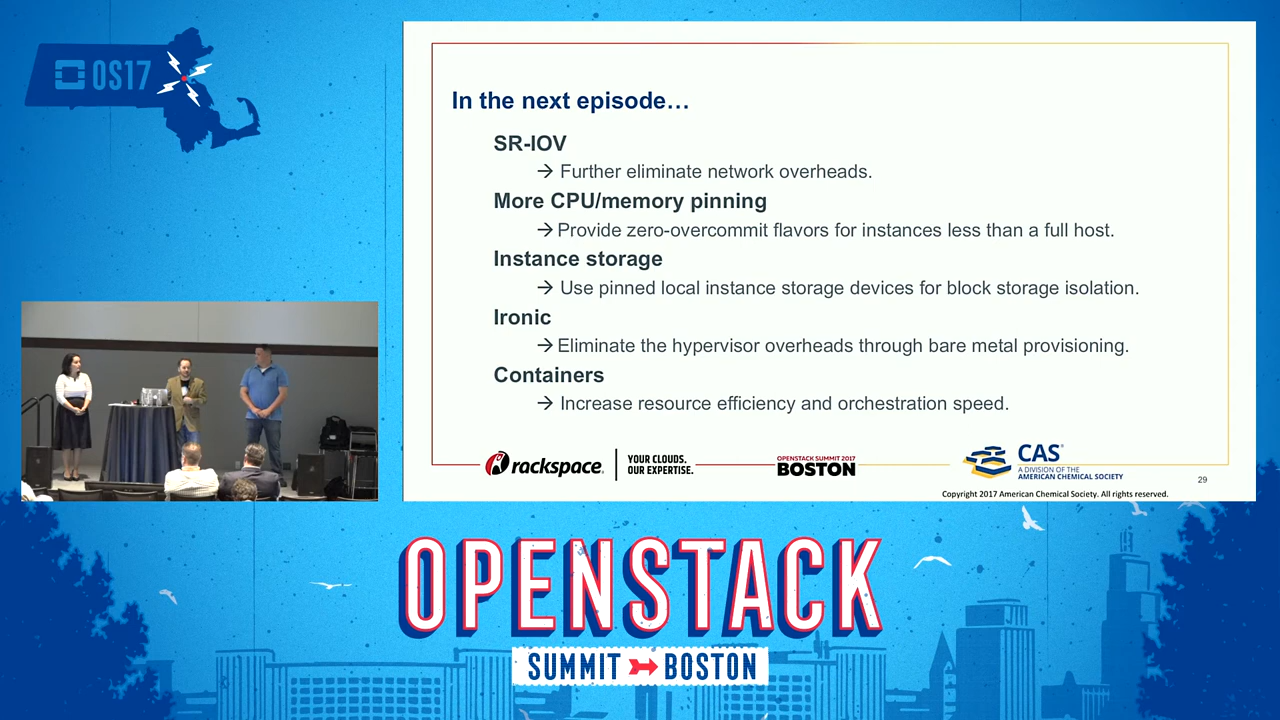 OS17
In the next episode…
SR-IOV
→ Further eliminate network overheads.
More CPU/memory pinning
→ Provide zero-overcommit flavors for instances less than a full host.
Instance storage
→ Use pinned local instance storage devices for block storage isolation.
Ironic
→ Eliminate the hypervisor overheads through bare metal provisioning.
Containers
→ Increase resource efficiency and orchestration speed.
rackspace.
YOUR CLOUDS.
OUR EXPERTISE.
OPENSTACK SUMMIT 2017
BOSTON
CAS®
A DIVISION OF THE
AMERICAN CHEMICAL SOCIETY
29
Copyright 2017 American Chemical Society. All rights reserved.
OPENSTACK
SUMMIT BOSTON